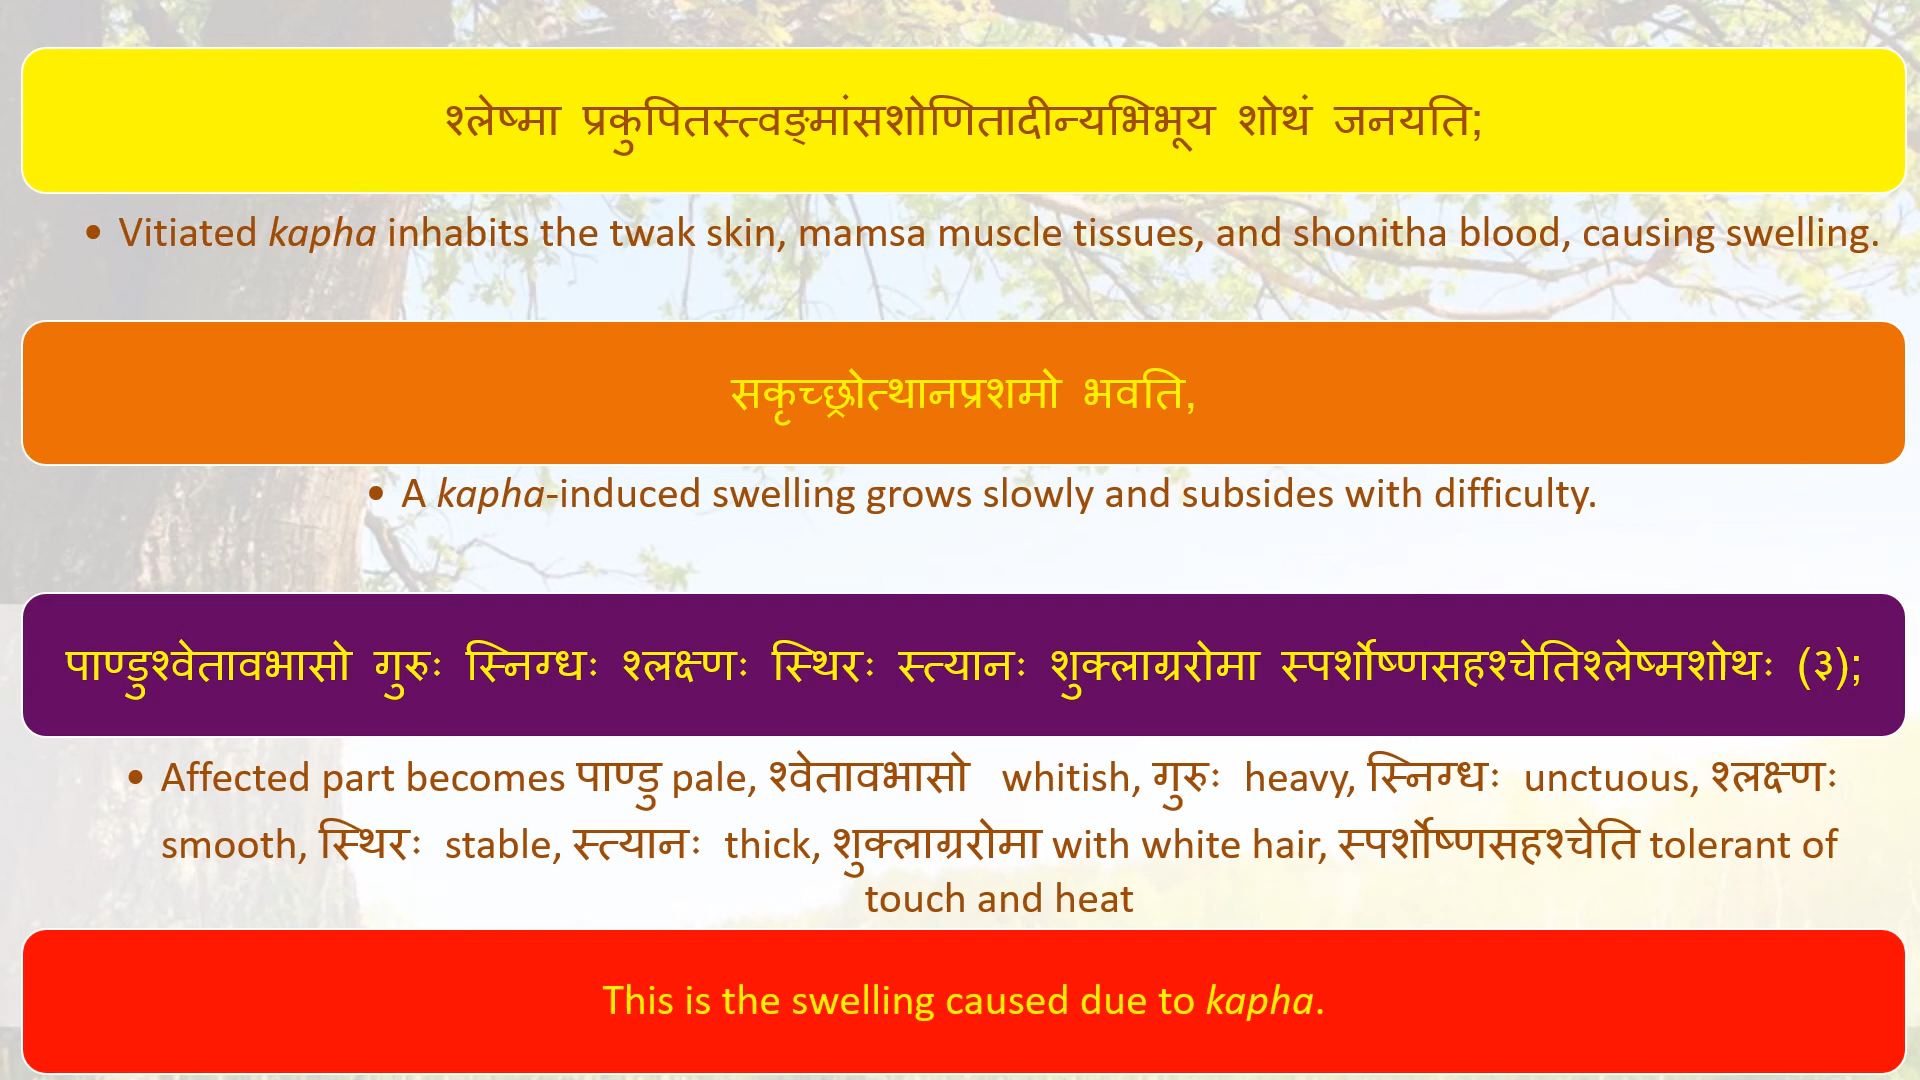 श्लेष्मा प्रकुपितस्त्वङ्मांसशोणितादीन्यभिभूय शोथं जनयति;
• Vitiated kapha inhabits the twak skin, mamsa muscle tissues, and shonitha blood, causing swelling.
सकृच्छ्रोत्थानप्रशमो भवति,
• A kapha-induced swelling grows slowly and subsides with difficulty.
पाण्डुश्वेतावभासो गुरुः स्निग्धः श्लक्ष्णः स्थिरः स्त्यानः शुक्लाग्ररोमा स्पर्शोष्णसहश्चेतिश्लेष्मशोथः (३);
• Affected part becomes पाण्डु pale, श्वेतावभासो whitish, गुरुः heavy, स्निग्धः unctuous, श्लक्ष्णः
smooth, स्थिरः stable, स्त्यानः thick, शुक्लाग्ररोमा with white hair, स्पर्शोष्णसहश्चेति tolerant of
touch and heat
This is the swelling caused due to kapha.